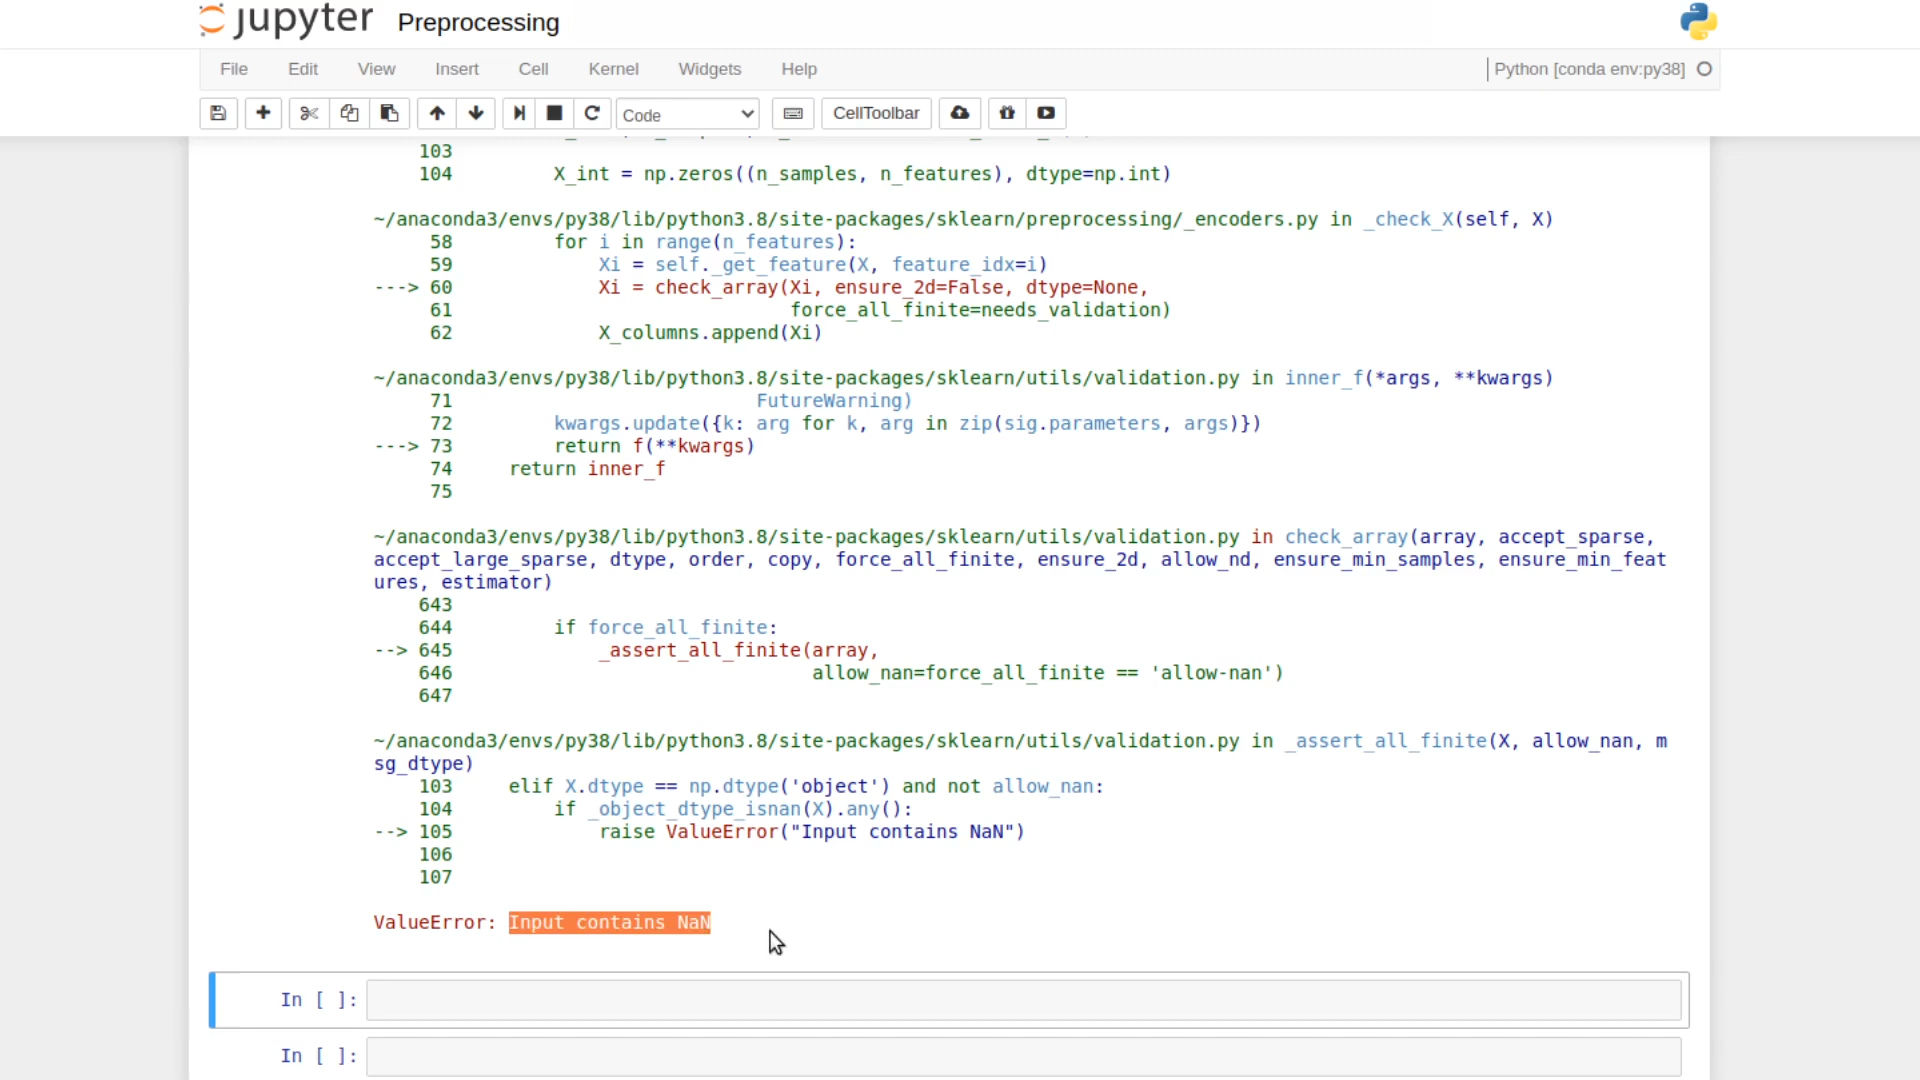 jupyter Preprocessing
File Edit View Insert Cell Kernel Widgets Help Python [conda env:py38]
Code CellToolbar
103
104 X_int = np.zeros((n_samples, n_features), dtype=np.int)
~/anaconda3/envs/py38/lib/python3.8/site-packages/sklearn/preprocessing/_encoders.py in _check_X(self, X)
58 for i in range(n_features):
59 Xi = self._get_feature(X, feature_idx=i)
---> 60 Xi = check_array(Xi, ensure_2d=False, dtype=None,
61 force_all_finite=needs_validation)
62 X_columns.append(Xi)
~/anaconda3/envs/py38/lib/python3.8/site-packages/sklearn/utils/validation.py in inner_f(*args, **kwargs)
71 FutureWarning)
72 kwargs.update({k: arg for k, arg in zip(sig.parameters, args)})
---> 73 return f(**kwargs)
74 return inner_f
75
~/anaconda3/envs/py38/lib/python3.8/site-packages/sklearn/utils/validation.py in check_array(array, accept_sparse,
accept_large_sparse, dtype, order, copy, force_all_finite, ensure_2d, allow_nd, ensure_min_samples, ensure_min_feat
ures, estimator)
643
644 if force_all_finite:
--> 645 _assert_all_finite(array,
646 allow_nan=force_all_finite == 'allow-nan')
647
~/anaconda3/envs/py38/lib/python3.8/site-packages/sklearn/utils/validation.py in _assert_all_finite(X, allow_nan, m
sg_dtype)
103 elif X.dtype == np.dtype('object') and not allow_nan:
104 if _object_dtype_isnan(X).any():
--> 105 raise ValueError("Input contains NaN")
106
107
ValueError: Input contains NaN
In [ ]:
In [ ]: